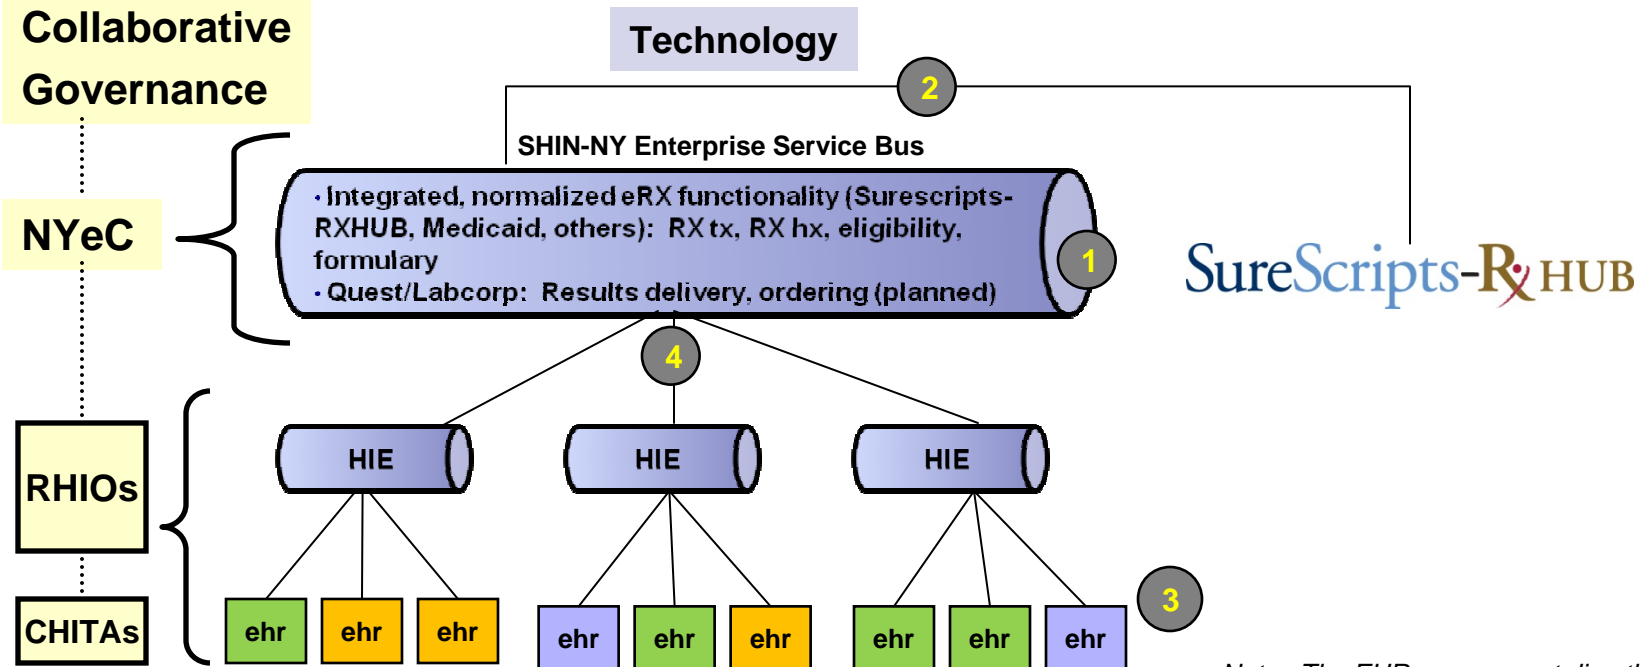 Collaborative
Governance
Technology
2
SHIN-NY Enterprise Service Bus
· Integrated, normalized eRX functionality (Surescripts-
RXHUB, Medicaid, others): RX tx, RX hx, eligibility,
formulary
· Quest/Labcorp: Results delivery, ordering (planned)
1
NYeC
SureScripts-Rx HUB
4
HIE
HIE
HIE
RHIOs
3
CHITAs
ehr
ehr
ehr
ehr
ehr
ehr
ehr
ehr
ehr